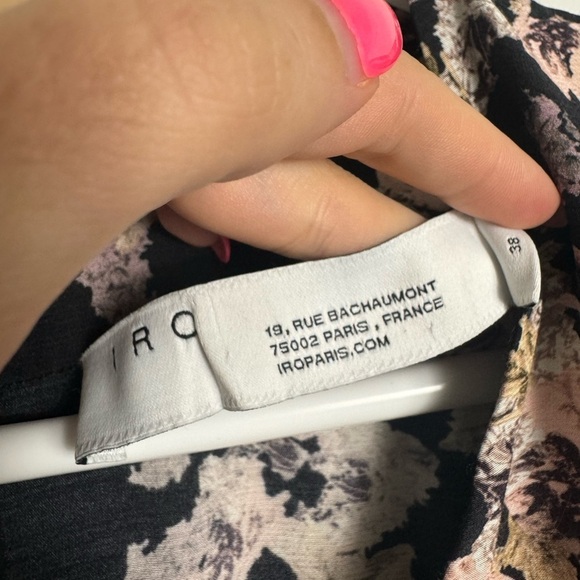 IRO
19, RUE BACHAUMONT
75002 PARIS , FRANCE
IROPARIS.COM
38